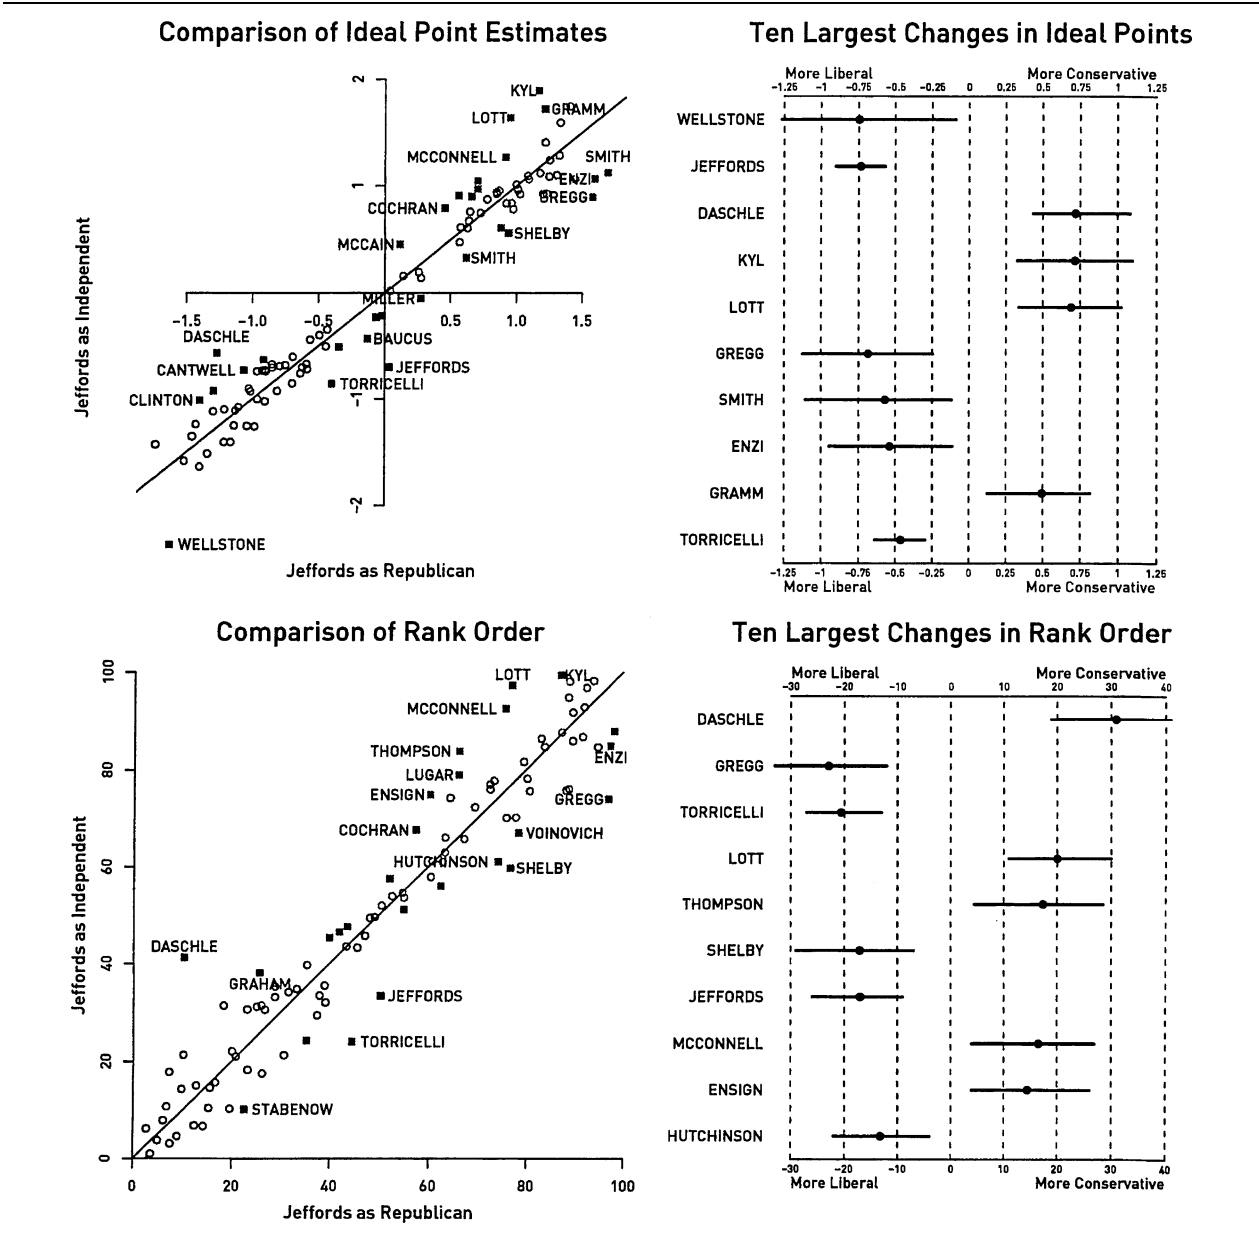 Comparison of Ideal Point Estimates
KYL
GRAMM
LOTT
MCCONNELL
SMITH
ENZI
GREGG
COCHRAN
SHELBY
MCCAIN
SMITH
MILLER
BAUCUS
DASCHLE
CANTWELL
JEFFORDS
TORRICELLI
CLINTON
WELLSTONE
2
1
-1
-2
-1.5 -1.0 -0.5 0.5 1.0 1.5
Jeffords as Independent
Jeffords as Republican
Ten Largest Changes in Ideal Points
More Liberal More Conservative
-1.25 -1 -0.75 -0.5 -0.25 0 0.5 0.5 0.75 1 1.25
WELLSTONE
JEFFORDS
DASCHLE
KYL
LOTT
GREGG
SMITH
ENZI
GRAMM
TORRICELLI
-1.25 -1 -0.75 -0.5 -0.25 0 0.25 0.5 0.75 1 1.25
More Liberal More Conservative
Comparison of Rank Order
LOTT
KYL
MCCONNELL
THOMPSON
ENZI
LUGAR
ENSIGN
GREGG
COCHRAN
VOINOVICH
HUTCHINSON
SHELBY
DASCHLE
GRAHAM
JEFFORDS
TORRICELLI
STABENOW
100
80
60
40
20
0
0 20 40 60 80 100
Jeffords as Independent
Jeffords as Republican
Ten Largest Changes in Rank Order
More Liberal More Conservative
-30 -20 -10 0 10 20 30 40
DASCHLE
GREGG
TORRICELLI
LOTT
THOMPSON
SHELBY
JEFFORDS
MCCONNELL
ENSIGN
HUTCHINSON
-30 -20 -10 0 10 20 30 40
More Liberal More Conservative